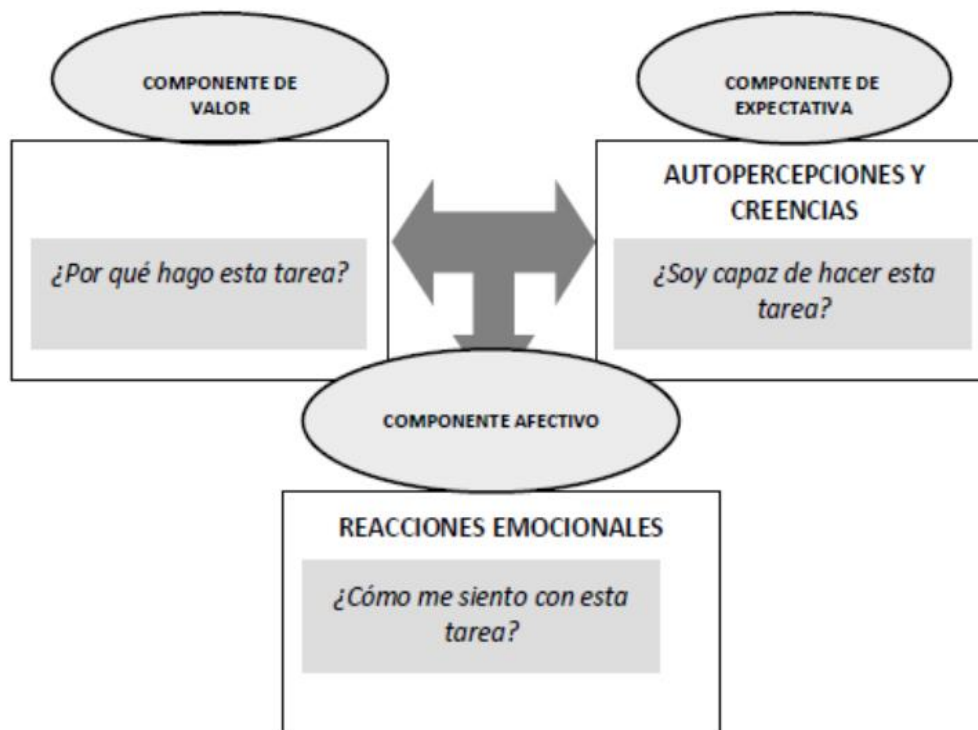 COMPONENTE DE
VALOR
¿Por qué hago esta tarea?
COMPONENTE DE
EXPECTATIVA
AUTOPERCEPCIONES Y
CREENCIAS
¿Soy capaz de hacer esta
tarea?
COMPONENTE AFECTIVO
REACCIONES EMOCIONALES
¿Cómo me siento con esta
tarea?